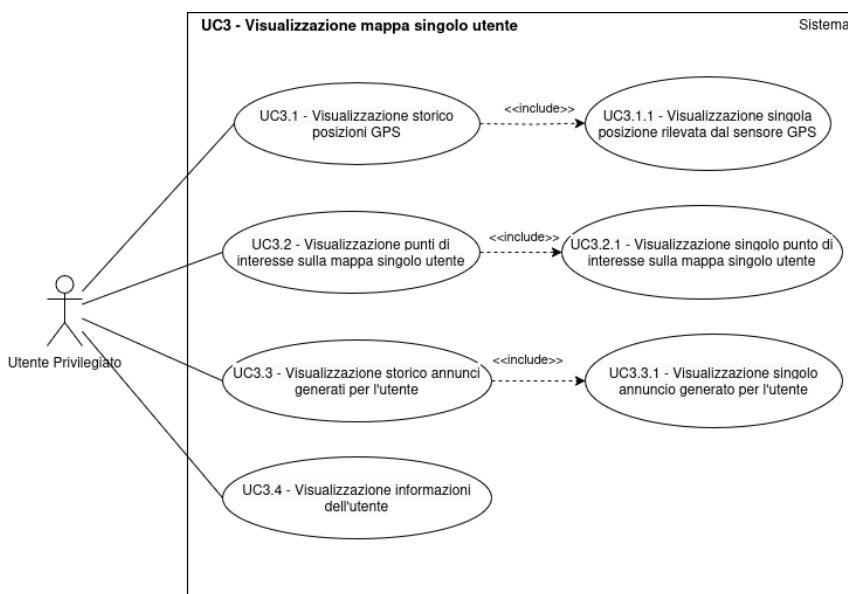 UC3 - Visualizzazione mappa singolo utente
Sistema
UC3.1 - Visualizzazione storico
posizioni GPS
<<include>>
UC3.1.1 - Visualizzazione singola
posizione rilevata dal sensore GPS
UC3.2 - Visualizzazione punti di
interesse sulla mappa singolo utente
<<include>>
UC3.2.1 - Visualizzazione singolo punto di
interesse sulla mappa singolo utente
Utente Privilegiato
UC3.3 - Visualizzazione storico annunci
generati per l'utente
<<include>>
UC3.3.1 - Visualizzazione singolo
annuncio generato per l'utente
UC3.4 - Visualizzazione informazioni
dell'utente